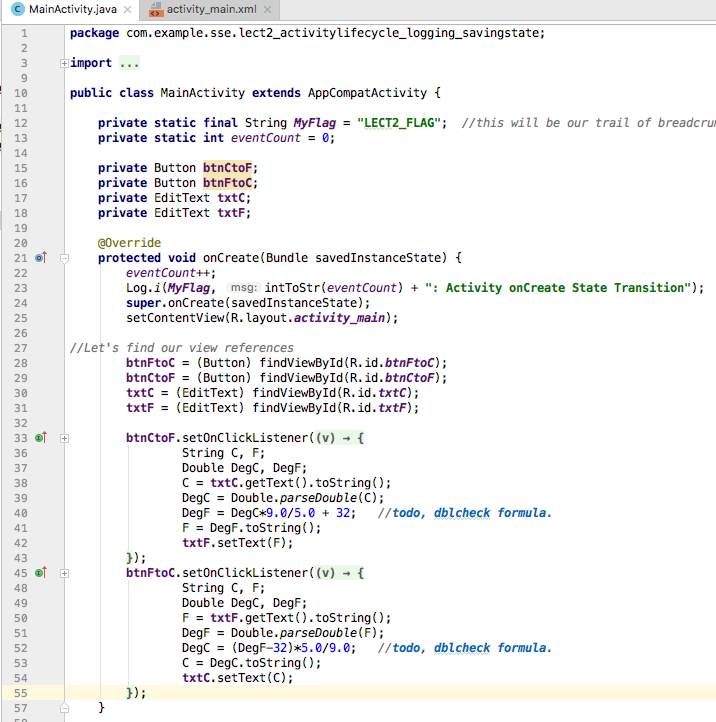 MainActivity.java × activity_main.xml ×
1 package com.example.sse.lect2_activitylifecycle_logging_savingstate;
2
3 import ...
9
10 public class MainActivity extends AppCompatActivity {
11
12 private static final String MyFlag = "LECT2_FLAG"; //this will be our trail of breadcrum
13 private static int eventCount = 0;
14
15 private Button btnCtoF;
16 private Button btnFtoC;
17 private EditText txtC;
18 private EditText txtF;
19
20 @Override
21 protected void onCreate(Bundle savedInstanceState) {
22 eventCount++;
23 Log.i(MyFlag, msg: intToStr(eventCount) + ": Activity onCreate State Transition");
24 super.onCreate(savedInstanceState);
25 setContentView(R.layout.activity_main);
26
27 //Let's find our view references
28 btnFtoC = (Button) findViewById(R.id.btnFtoC);
29 btnCtoF = (Button) findViewById(R.id.btnCtoF);
30 txtC = (EditText) findViewById(R.id.txtC);
31 txtF = (EditText) findViewById(R.id.txtF);
32
33 btnCtoF.setOnClickListener((v) → {
36 String C, F;
37 Double DegC, DegF;
38 C = txtC.getText().toString();
39 DegC = Double.parseDouble(C);
40 DegF = DegC*9.0/5.0 + 32; //todo, dblcheck formula.
41 F = DegF.toString();
42 txtF.setText(F);
43 });
45 btnFtoC.setOnClickListener((v) → {
48 String C, F;
49 Double DegC, DegF;
50 F = txtF.getText().toString();
51 DegF = Double.parseDouble(F);
52 DegC = (DegF-32)*5.0/9.0; //todo, dblcheck formula.
53 C = DegC.toString();
54 txtC.setText(C);
55 });
57 }